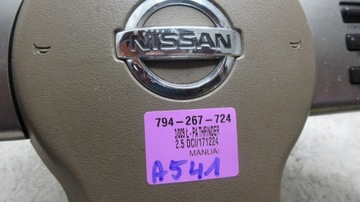 NISSAN
794-267-724
2005 Ł-PATHFINDER
2.5 DCI/171224
MANUAL
A541